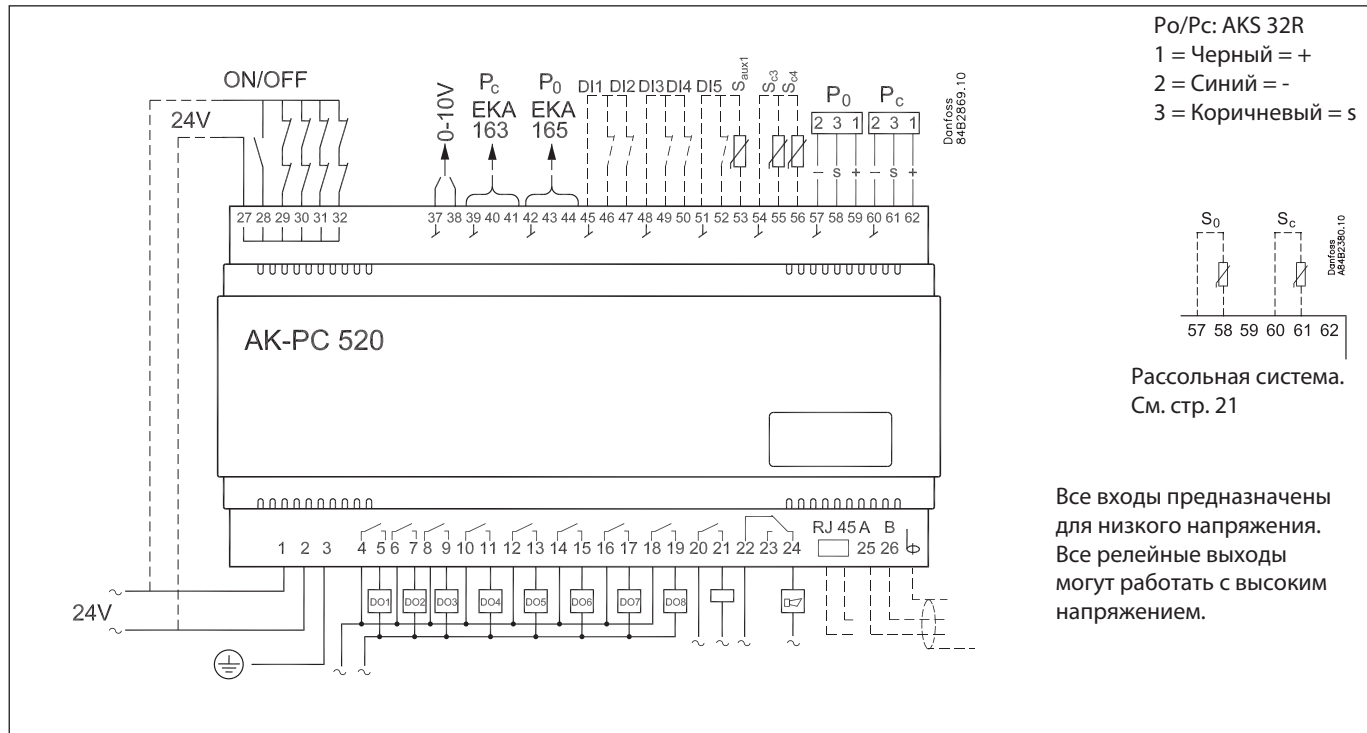 ON/OFF
24V
0-10V
Pc
EKA
163
P0
EKA
165
DI1 DI2 DI3 DI4 DI5 Saux1 Sc3 Sc4
P0 Pc
2 3 1 2 3 1
– s + – s +
Danfoss
84B2869.10
27 28 29 30 31 32 37 38 39 40 41 42 43 44 45 46 47 48 49 50 51 52 53 54 55 56 57 58 59 60 61 62
AK-PC 520
RJ 45 A B
1 2 3 4 5 6 7 8 9 10 11 12 13 14 15 16 17 18 19 20 21 22 23 24 25 26
DO1 DO2 DO3 DO4 DO5 DO6 DO7 DO8
24V
Po/Pc: AKS 32R
1 = Черный = +
2 = Синий = -
3 = Коричневый = s
S0 Sc
Danfoss
A84B2380.10
57 58 59 60 61 62
Рассольная система.
См. стр. 21
Все входы предназначены
для низкого напряжения.
Все релейные выходы
могут работать с высоким
напряжением.